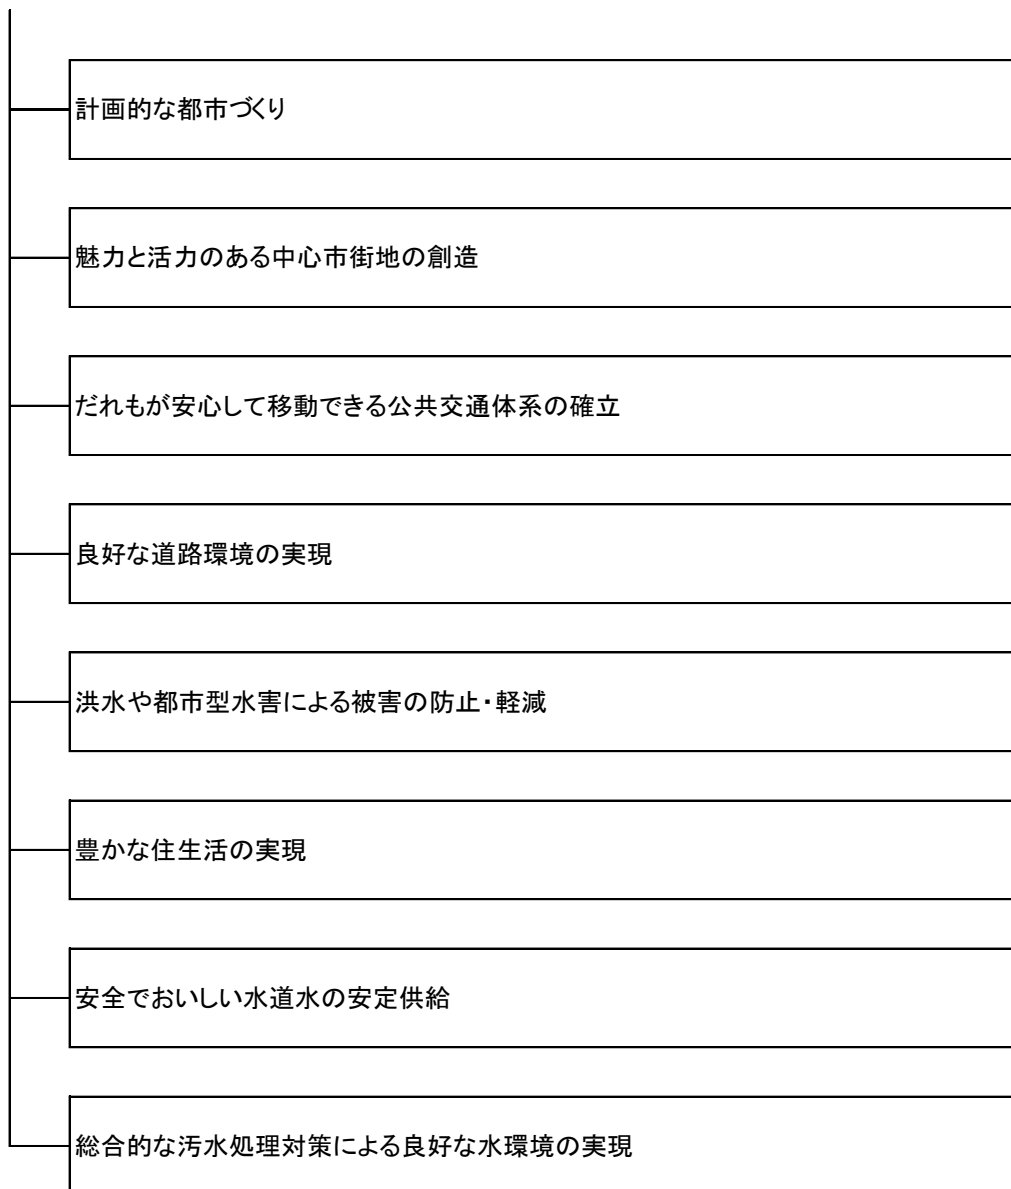 計画的な都市づくり
魅力と活力のある中心市街地の創造
だれもが安心して移動できる公共交通体系の確立
良好な道路環境の実現
洪水や都市型水害による被害の防止・軽減
豊かな住生活の実現
安全でおいしい水道水の安定供給
総合的な汚水処理対策による良好な水環境の実現